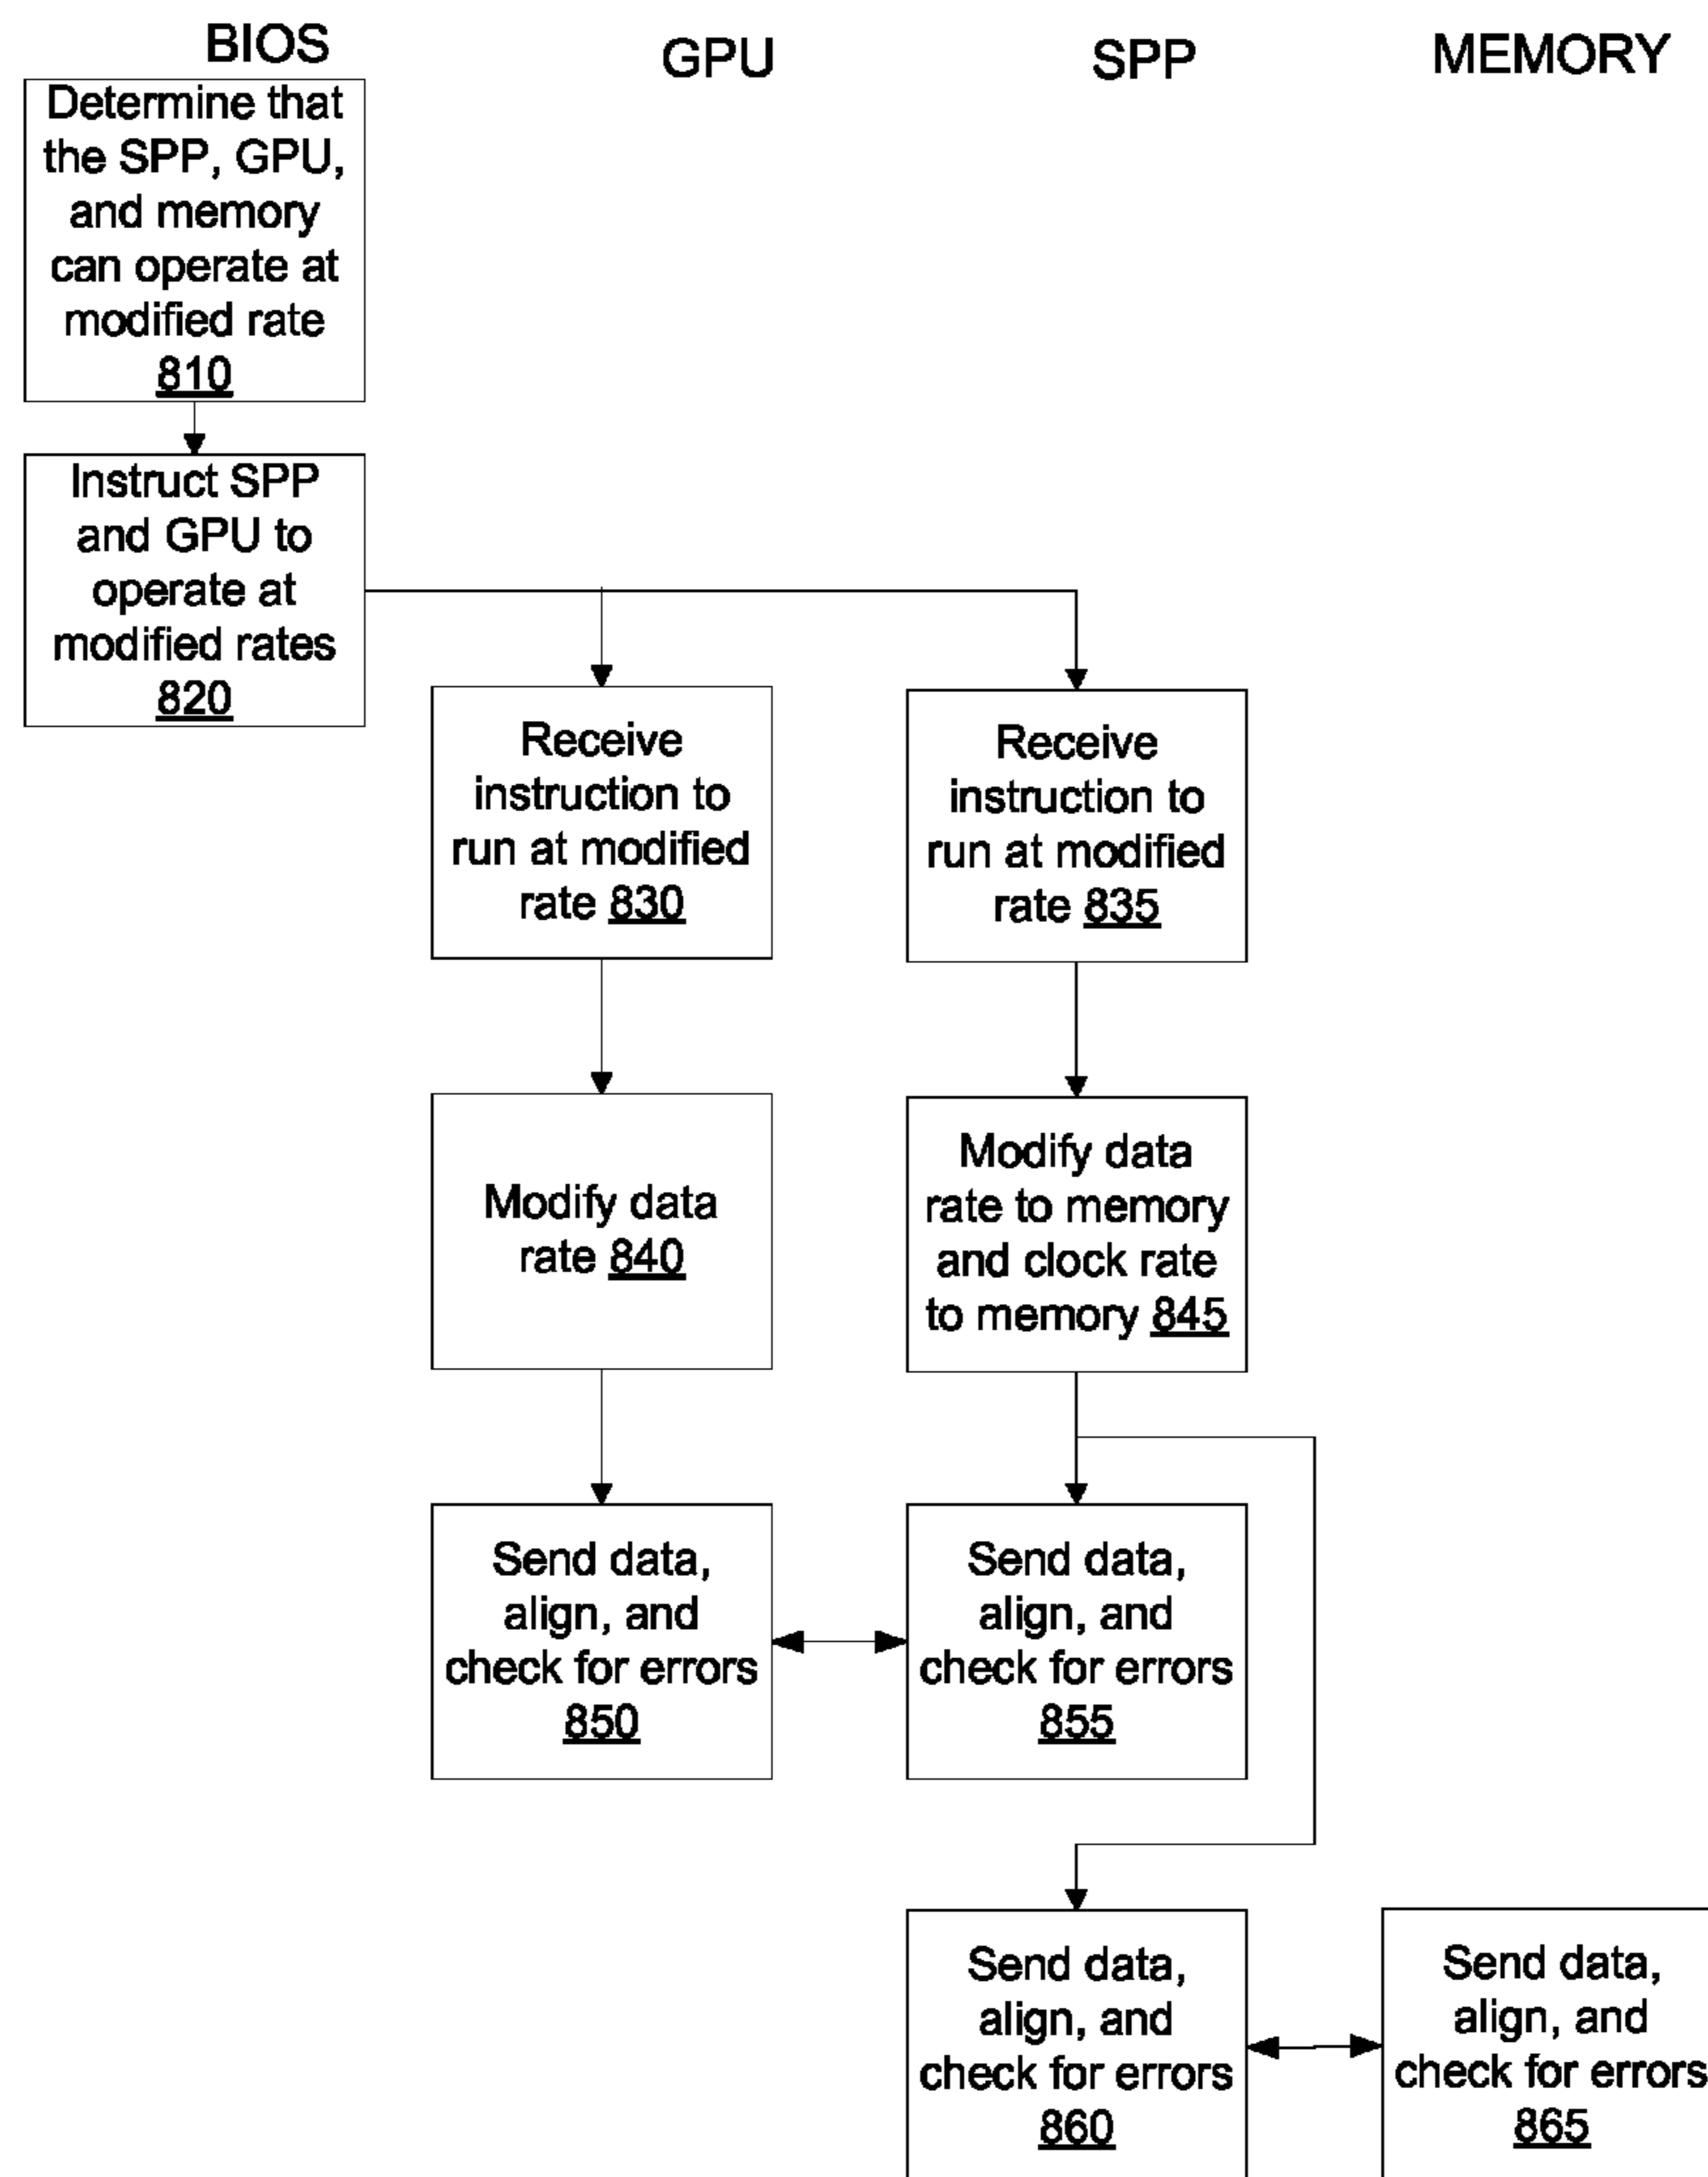 BIOS
GPU
SPP
MEMORY
Determine that
the SPP, GPU,
and memory
can operate at
modified rate
810
Instruct SPP
and GPU to
operate at
modified rates
820
Receive
instruction to
run at modified
rate 830
Receive
instruction to
run at modified
rate 835
Modify data
rate 840
Modify data
rate to memory
and clock rate
to memory 845
Send data,
align, and
check for errors
850
Send data,
align, and
check for errors
855
Send data,
align, and
check for errors
860
Send data,
align, and
check for errors
865